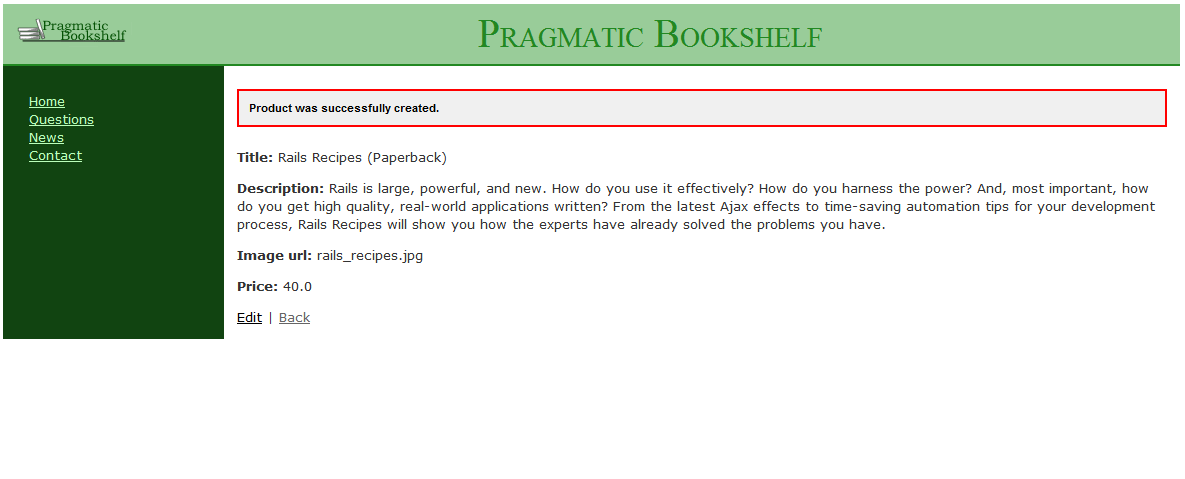 Pragmatic
Bookshelf
PRAGMATIC BOOKSHELF
Home
Questions
News
Contact
Product was successfully created.
Title: Rails Recipes (Paperback)
Description: Rails is large, powerful, and new. How do you use it effectively? How do you harness the power? And, most important, how
do you get high quality, real-world applications written? From the latest Ajax effects to time-saving automation tips for your development
process, Rails Recipes will show you how the experts have already solved the problems you have.
Image url: rails_recipes.jpg
Price: 40.0
Edit | Back